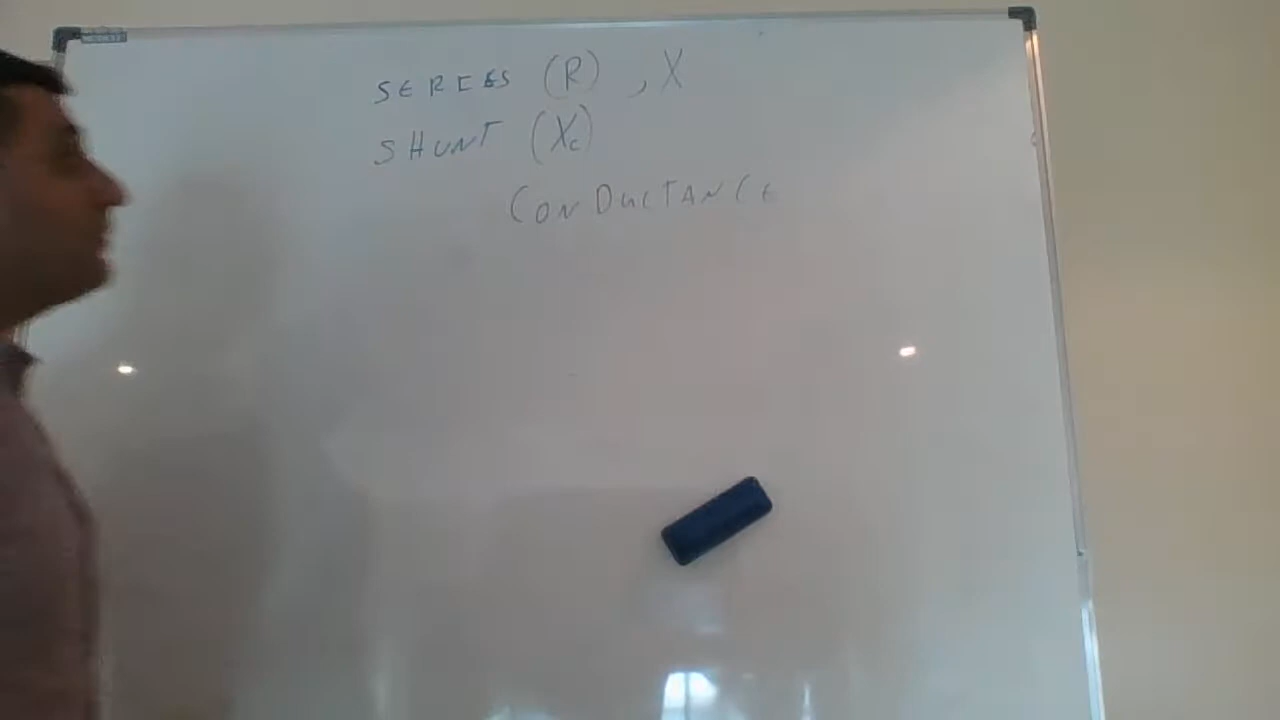 SERIES (R) , X
SHUNT (Xc)
CONDUCTANCE